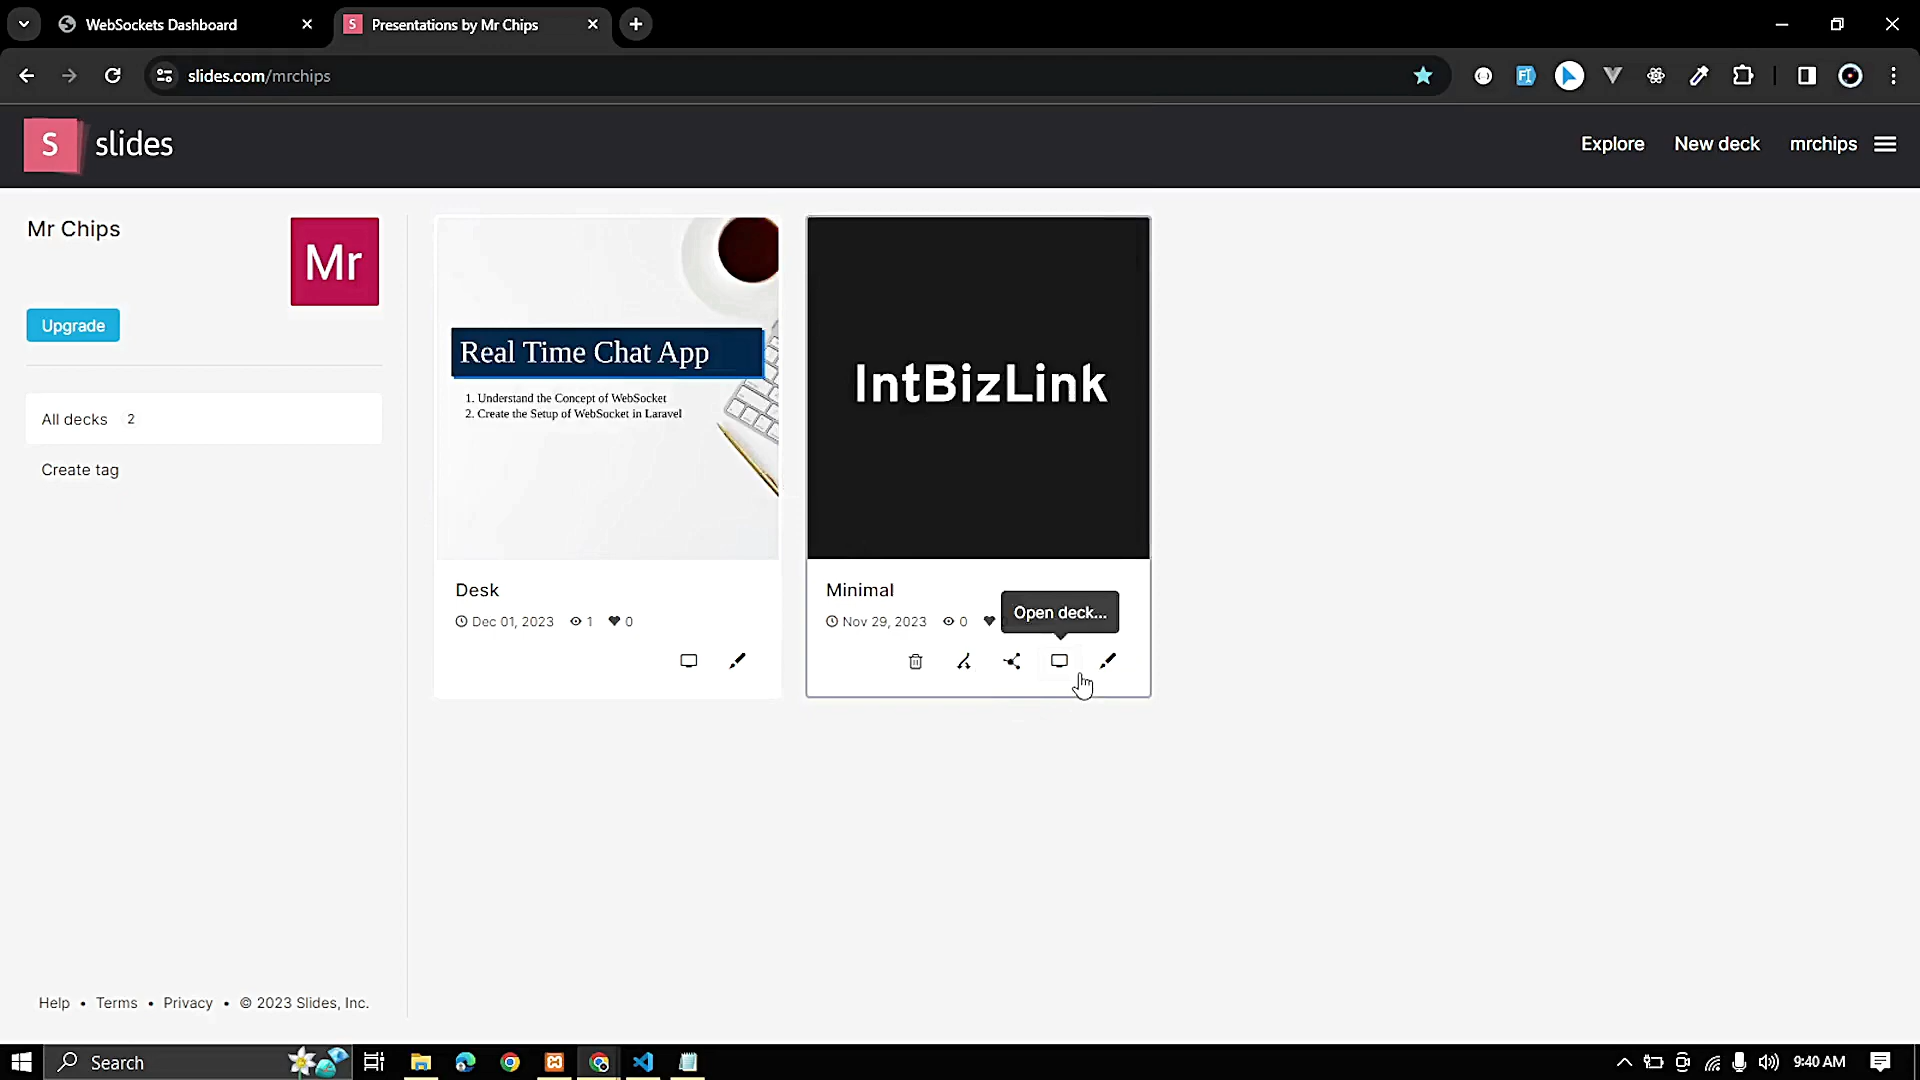 WebSockets Dashboard
S Presentations by Mr Chips
slides.com/mrchips
S slides
Explore New deck mrchips
Mr Chips
Mr
Upgrade
All decks 2
Create tag
Real Time Chat App
1. Understand the Concept of WebSocket
2. Create the Setup of WebSocket in Laravel
Desk
Dec 01, 2023 1 0
IntBizLink
Minimal
Nov 29, 2023 0
Open deck...
Help • Terms • Privacy • © 2023 Slides, Inc.
Search
9:40 AM